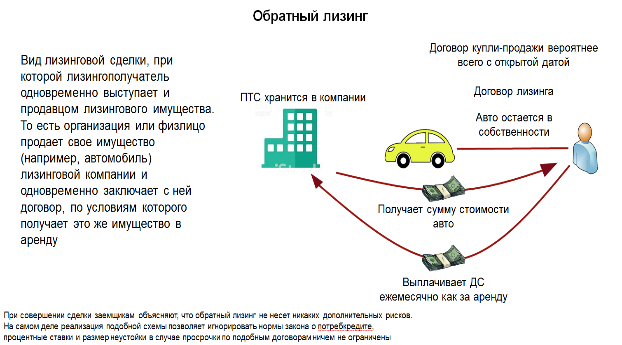 Обратный лизинг
Вид лизинговой сделки, при
которой лизингополучатель
одновременно выступает и
продавцом лизингового имущества.
То есть организация или физлицо
продает свое имущество
(например, автомобиль)
лизинговой компании и
одновременно заключает с ней
договор, по условиям которого
получает это же имущество в
аренду
ПТС хранится в компании
Договор купли-продажи вероятнее
всего с открытой датой
Договор лизинга
Авто остается в
собственности
Получает сумму стоимости
авто
Выплачивает ДС
ежемесячно как за аренду
При совершении сделки заемщикам объясняют, что обратный лизинг не несет никаких дополнительных рисков.
На самом деле реализация подобной схемы позволяет игнорировать нормы закона о потребкредите,
процентные ставки и размер неустойки в случае просрочки по подобным договорам ничем не ограничены